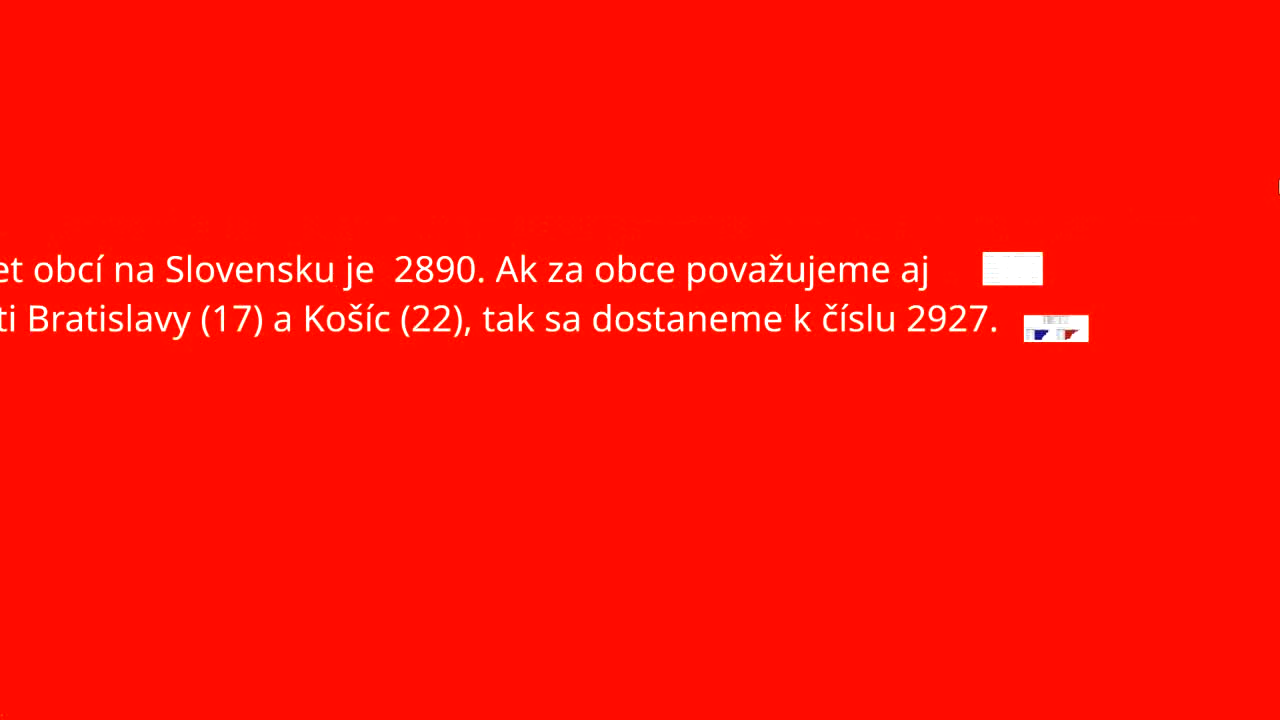 et obcí na Slovensku je  2890. Ak za obce považujeme aj
ti Bratislavy (17) a Košíc (22), tak sa dostaneme k číslu 2927.